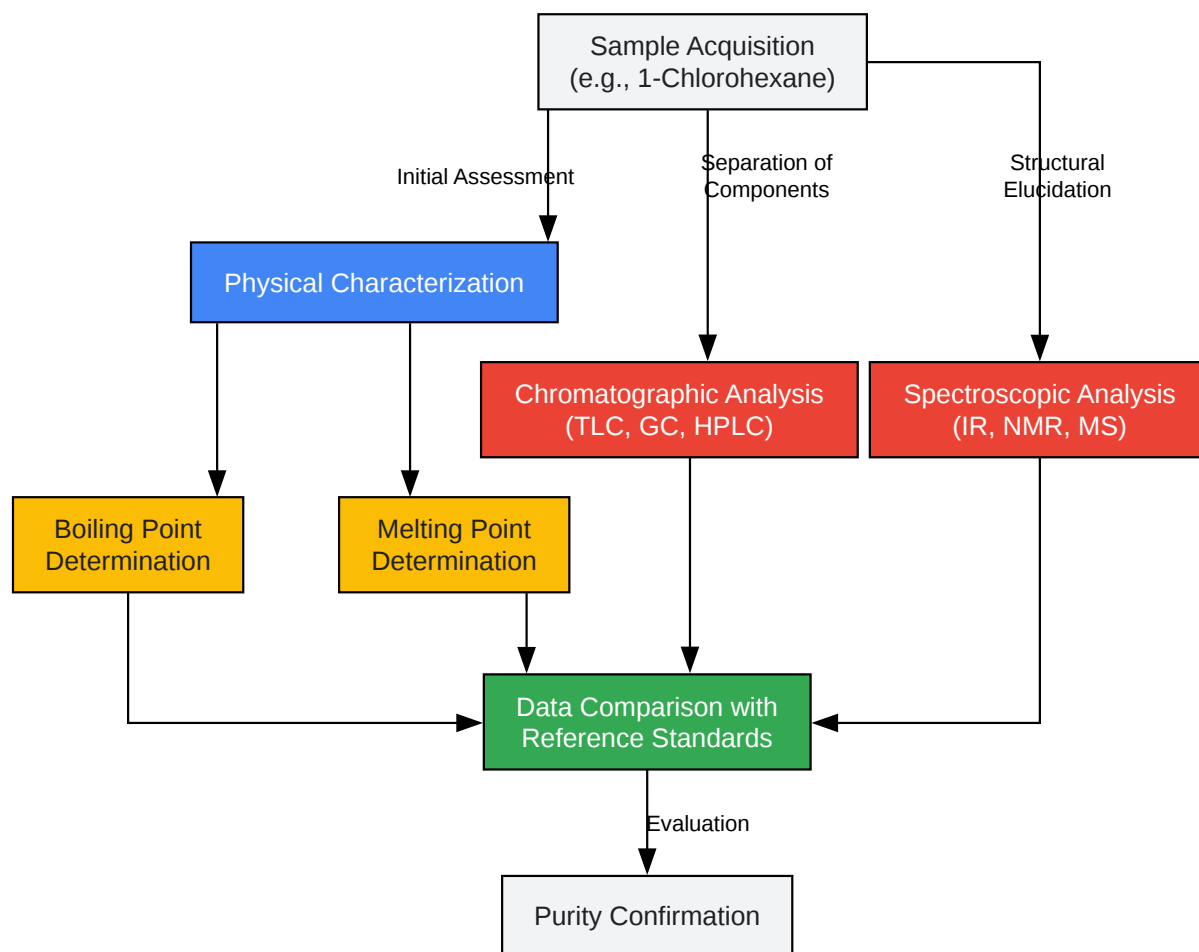 Sample Acquisition
(e.g., 1-Chlorohexane)
Initial Assessment
Separation of
Components
Structural
Elucidation
Physical Characterization
Chromatographic Analysis
(TLC, GC, HPLC)
Spectroscopic Analysis
(IR, NMR, MS)
Boiling Point
Determination
Melting Point
Determination
Data Comparison with
Reference Standards
Evaluation
Purity Confirmation